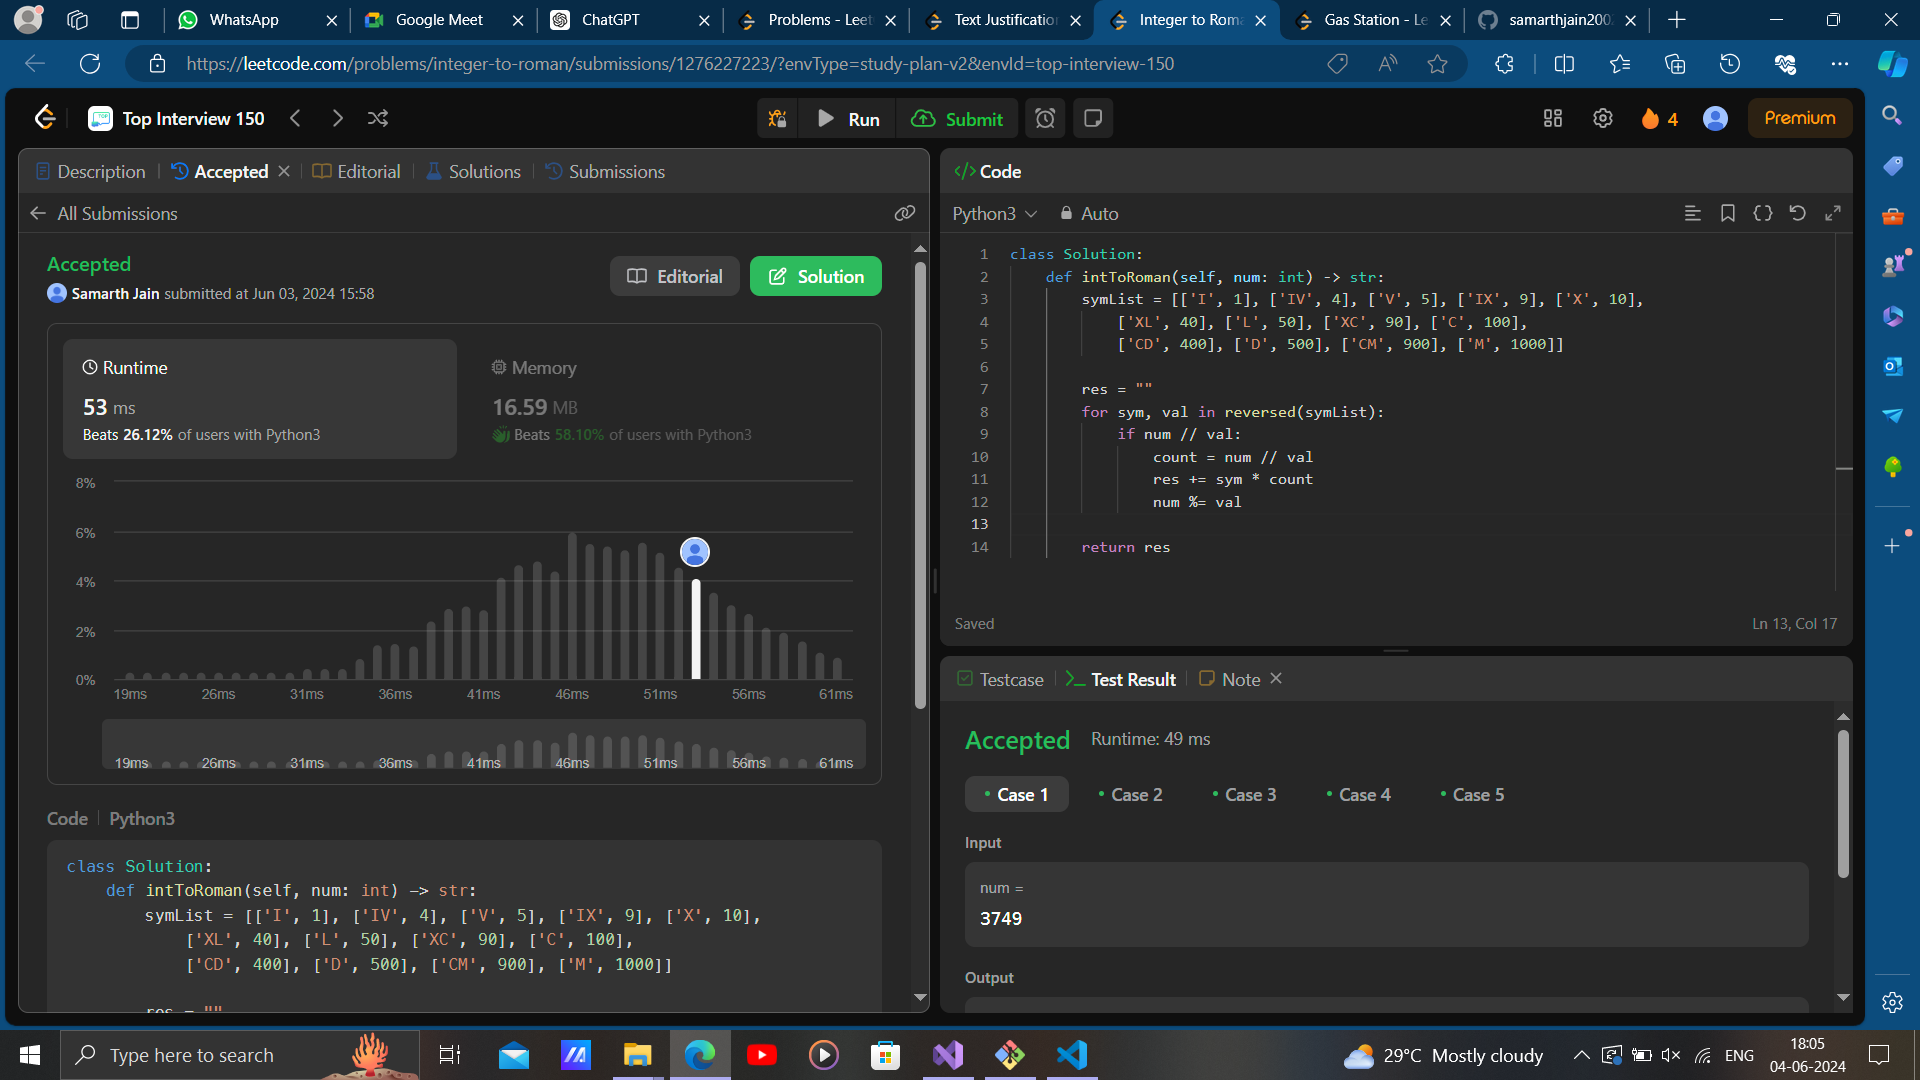 WhatsApp
Google Meet
ChatGPT
Problems - Leet
Text Justification
Integer to Roma
Gas Station - Le
samarthjain200
https://leetcode.com/problems/integer-to-roman/submissions/1276227223/?envType=study-plan-v2&envId=top-interview-150
Top Interview 150
Run
Submit
4
Premium
Description
Accepted
Editorial
Solutions
Submissions
All Submissions
Accepted
Samarth Jain submitted at Jun 03, 2024 15:58
Editorial
Solution
Runtime
53 ms
Beats 26.12% of users with Python3
Memory
16.59 MB
Beats 58.10% of users with Python3
8%
6%
4%
2%
0%
19ms 26ms 31ms 36ms 41ms 46ms 51ms 56ms 61ms
19ms 26ms 31ms 36ms 41ms 46ms 51ms 56ms 61ms
Code | Python3
class Solution:
    def intToRoman(self, num: int) -> str:
        symList = [['I', 1], ['IV', 4], ['V', 5], ['IX', 9], ['X', 10],
            ['XL', 40], ['L', 50], ['XC', 90], ['C', 100],
            ['CD', 400], ['D', 500], ['CM', 900], ['M', 1000]]
        res = ""
</> Code
Python3
Auto
1 class Solution:
2     def intToRoman(self, num: int) -> str:
3         symList = [['I', 1], ['IV', 4], ['V', 5], ['IX', 9], ['X', 10],
4             ['XL', 40], ['L', 50], ['XC', 90], ['C', 100],
5             ['CD', 400], ['D', 500], ['CM', 900], ['M', 1000]]
6
7         res = ""
8         for sym, val in reversed(symList):
9             if num // val:
10                 count = num // val
11                 res += sym * count
12                 num %= val
13
14         return res
Saved
Ln 13, Col 17
Testcase
Test Result
Note
Accepted
Runtime: 49 ms
Case 1
Case 2
Case 3
Case 4
Case 5
Input
num =
3749
Output
Type here to search
29°C Mostly cloudy
ENG
18:05
04-06-2024